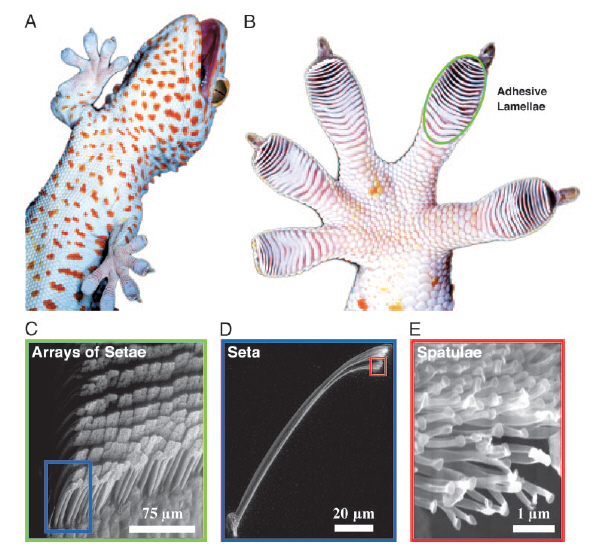 A
B
Adhesive
Lamellae
C
D
E
Arrays of Setae
Seta
Spatulae
75 µm
20 µm
1 µm